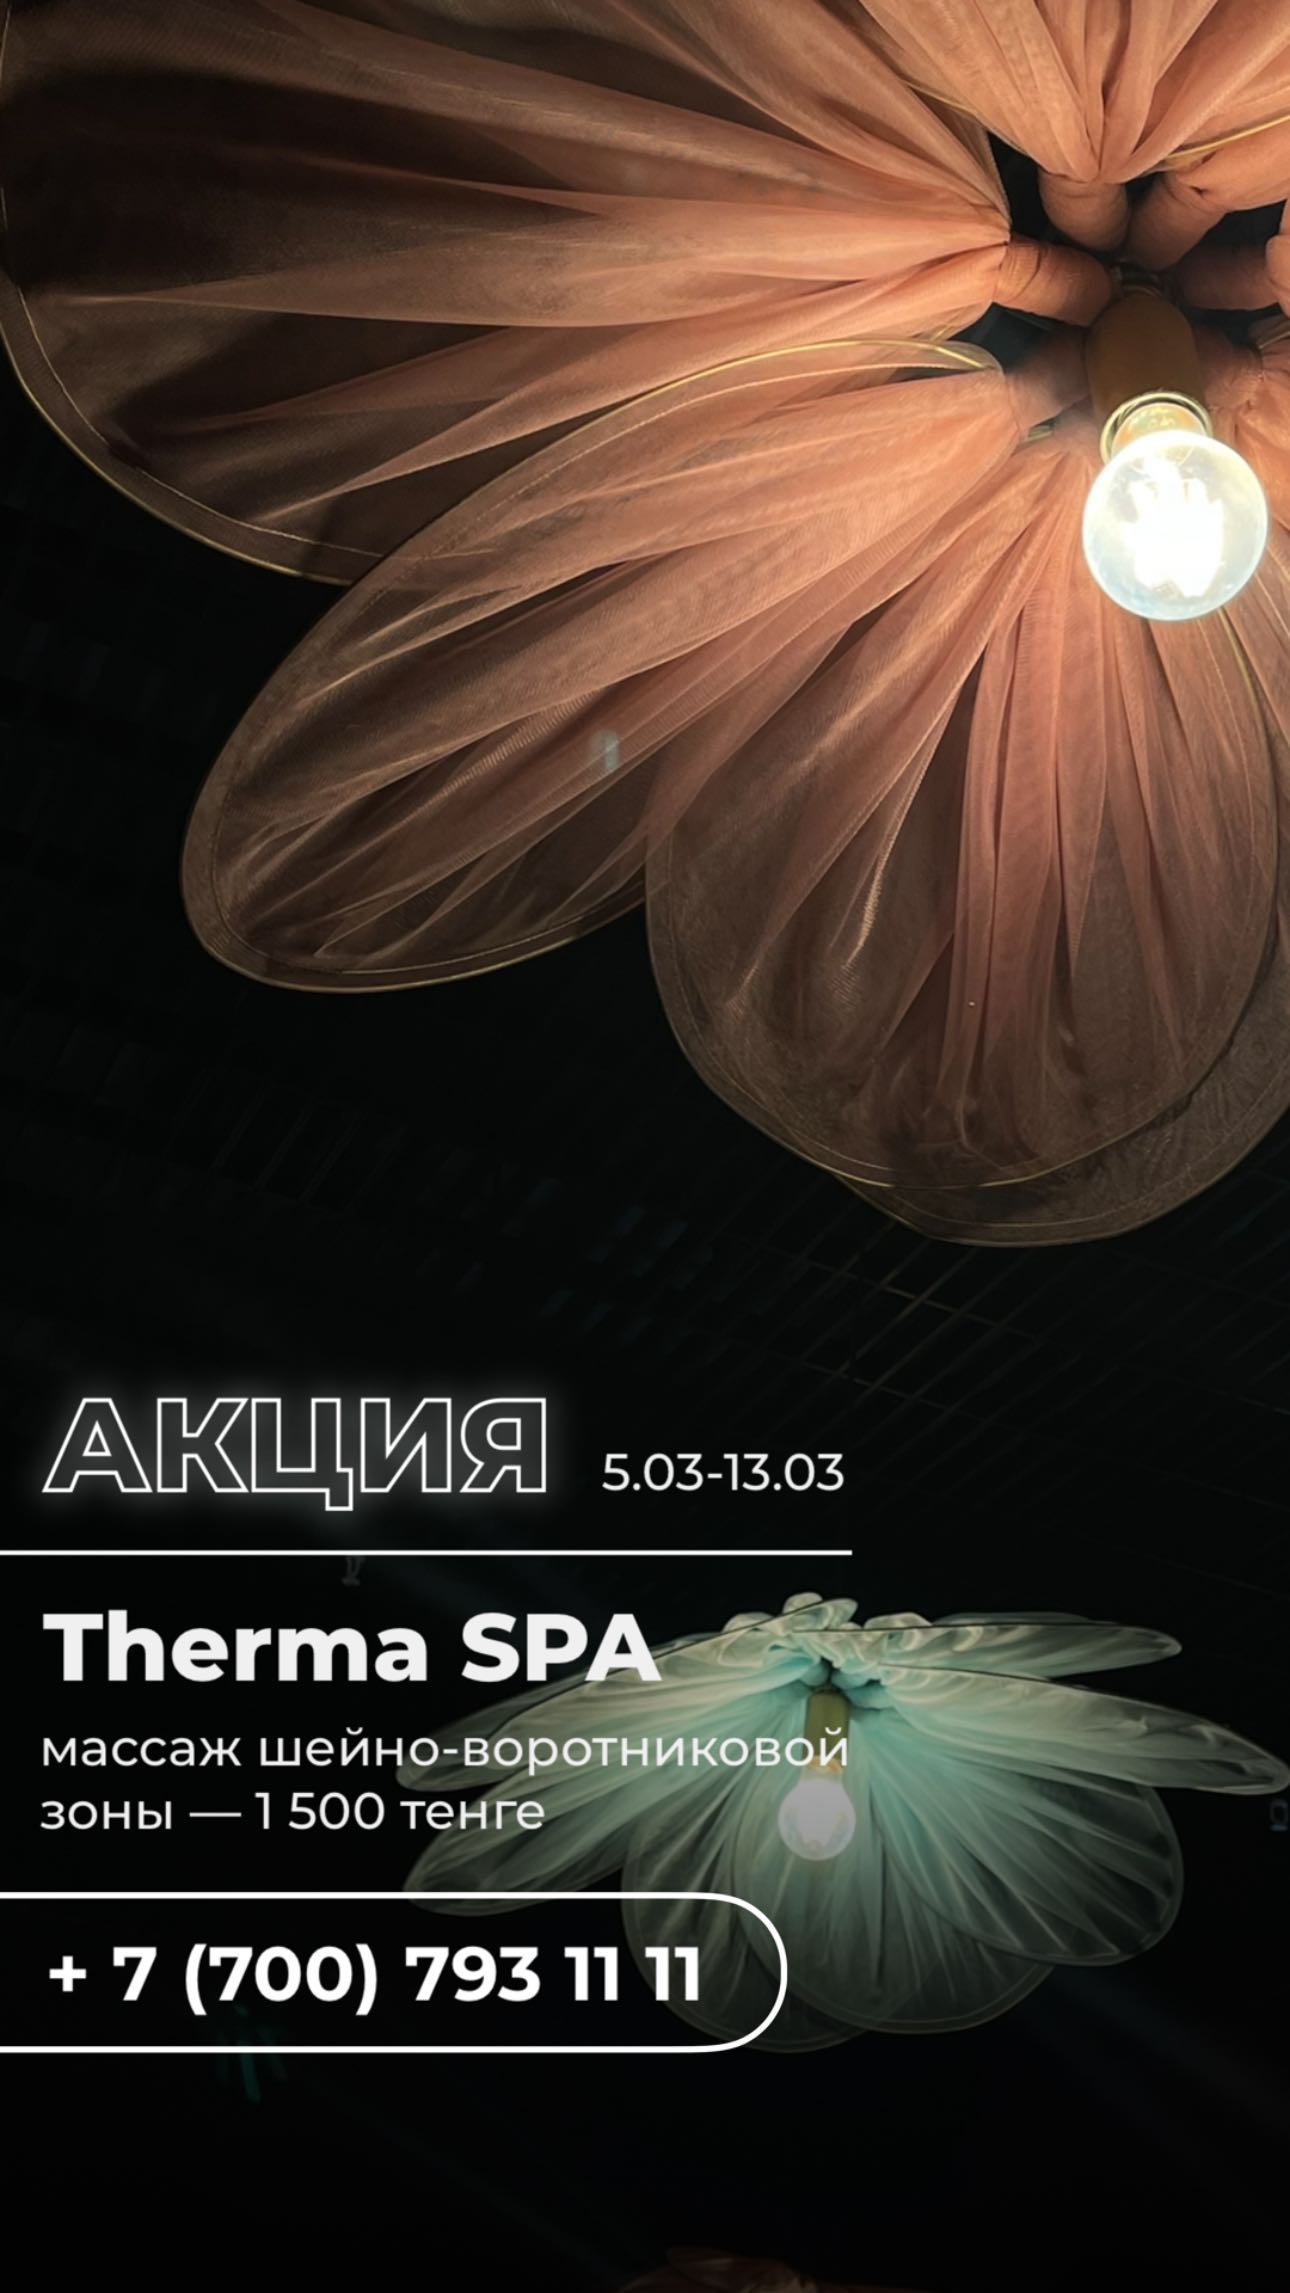 АКЦИЯ 5.03-13.03
Therma SPA
массаж шейно-воротниковой
зоны — 1 500 тенге
+ 7 (700) 793 11 11